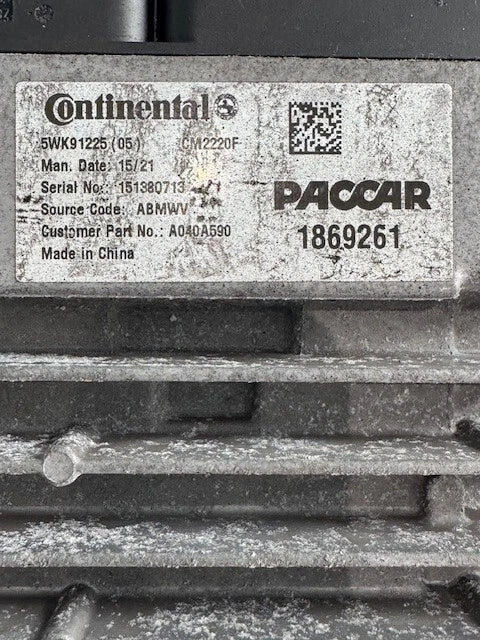 Continental
5WK91225 (05) CM2220F
Man. Date: 15/21
Serial No: 151380713
Source Code: ABMWV
Customer Part No.: A040A590
Made in China
PACCAR
1869261